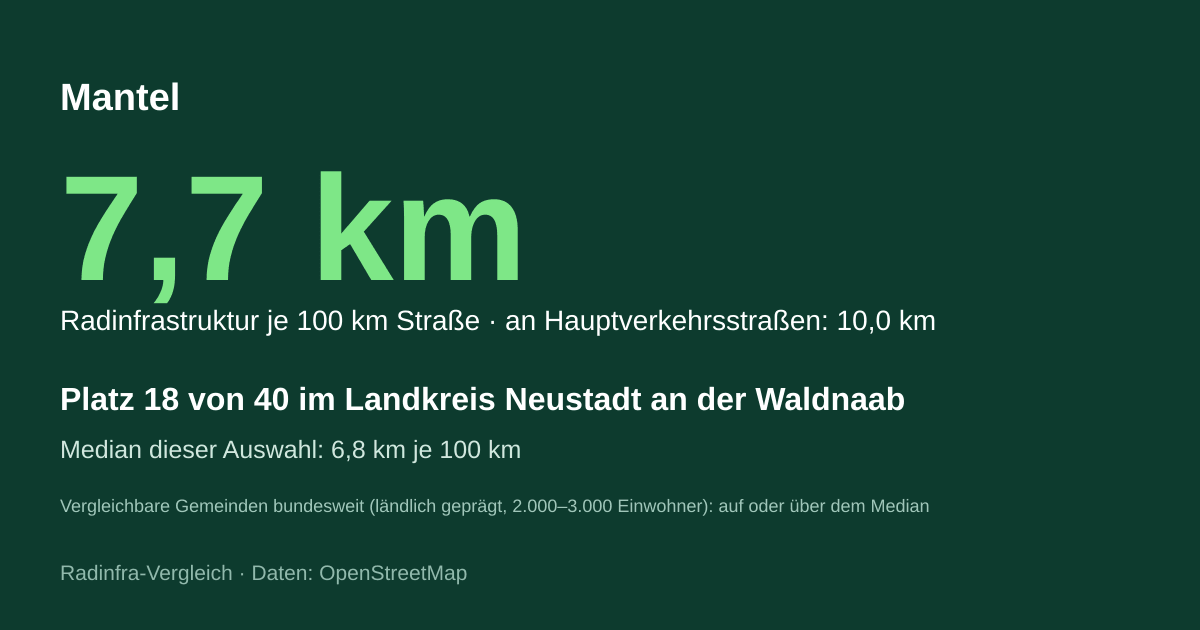 Mantel
7,7 km
Radinfrastruktur je 100 km Straße · an Hauptverkehrsstraßen: 10,0 km
Platz 18 von 40 im Landkreis Neustadt an der Waldnaab
Median dieser Auswahl: 6,8 km je 100 km
Vergleichbare Gemeinden bundesweit (ländlich geprägt, 2.000–3.000 Einwohner): auf oder über dem Median
Radinfra-Vergleich · Daten: OpenStreetMap